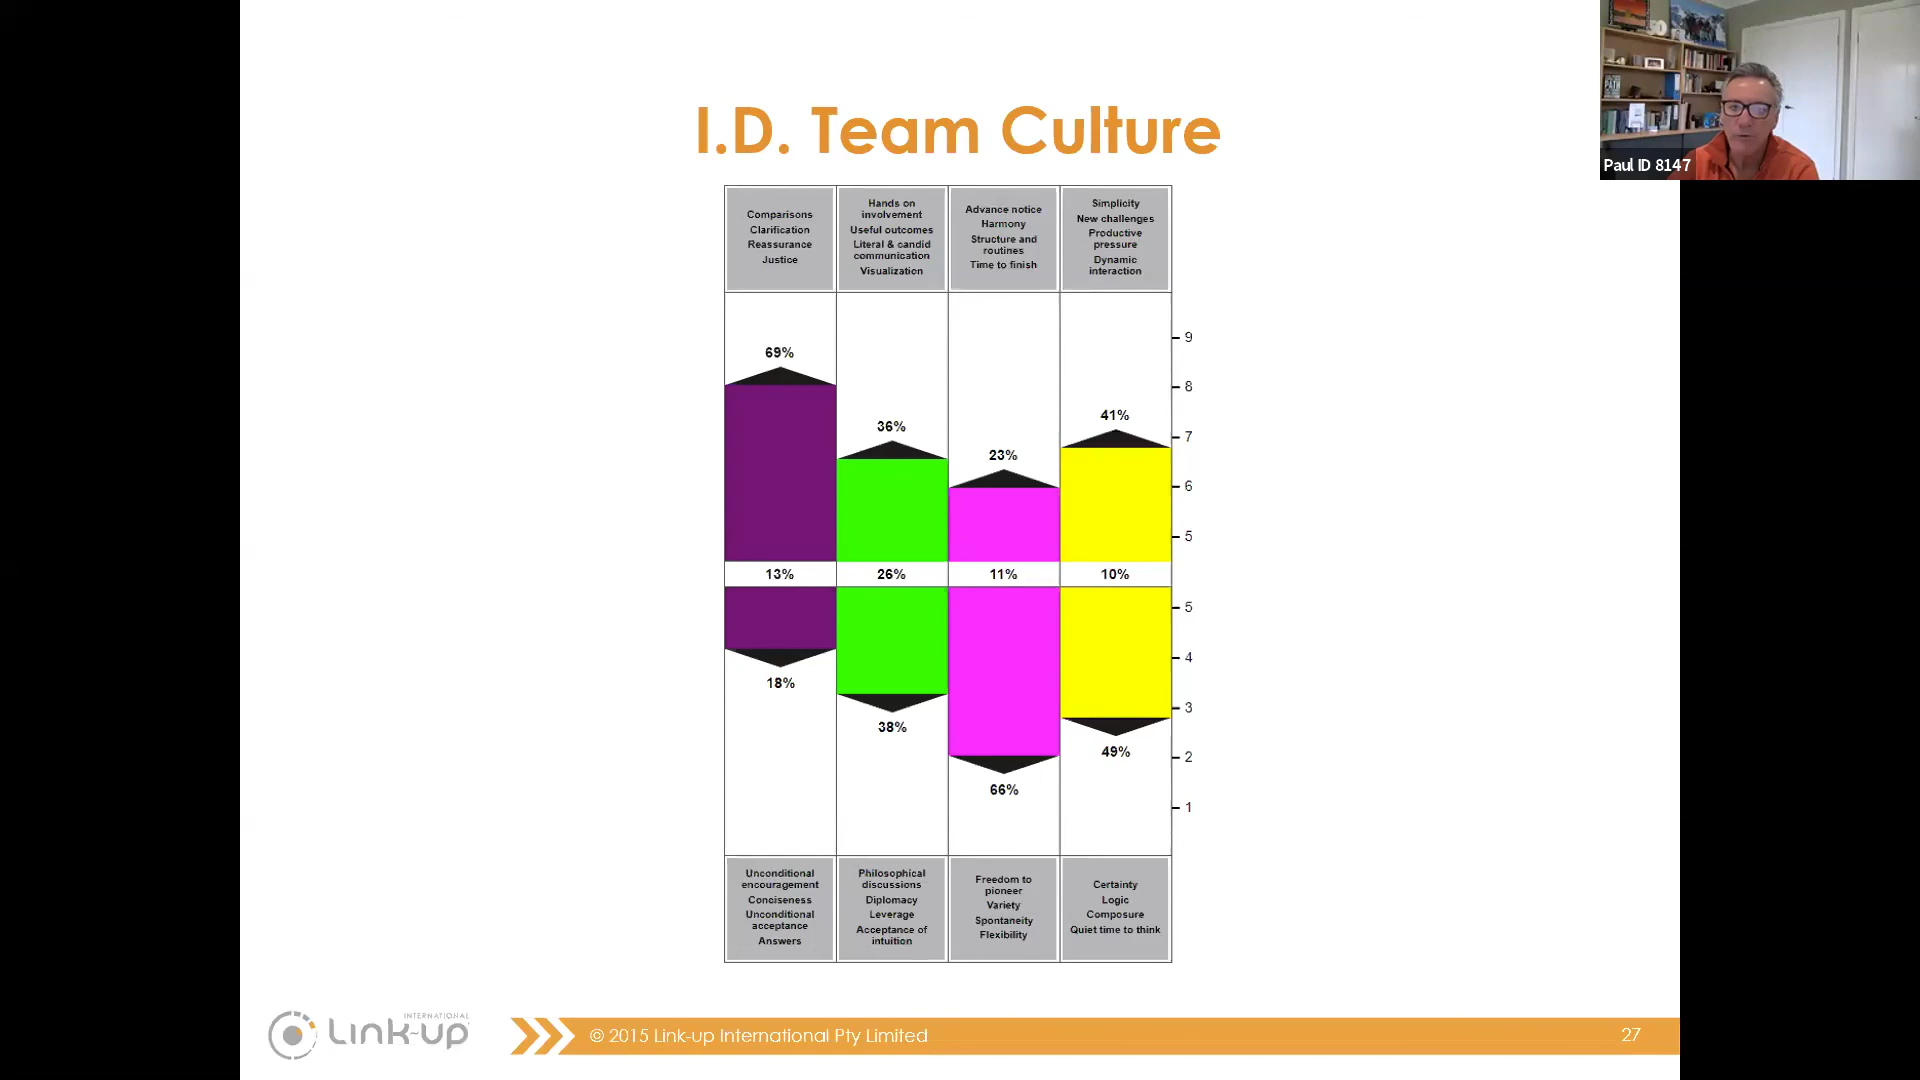 I.D. Team Culture
Paul ID 8147
Comparisons
Clarification
Reassurance
Justice
Hands on
involvement
Useful outcomes
Literal & candid
communication
Visualization
Advance notice
Harmony
Structure and
routines
Time to finish
Simplicity
New challenges
Productive
pressure
Dynamic
interaction
69%
36%
23%
41%
9
8
7
6
5
13%
26%
11%
10%
5
4
3
2
1
18%
38%
66%
49%
Unconditional
encouragement
Conciseness
Unconditional
acceptance
Answers
Philosophical
discussions
Diplomacy
Leverage
Acceptance of
intuition
Freedom to
pioneer
Variety
Spontaneity
Flexibility
Certainty
Logic
Composure
Quiet time to think
INTERNATIONAL
Link-up
© 2015 Link-up International Pty Limited
27